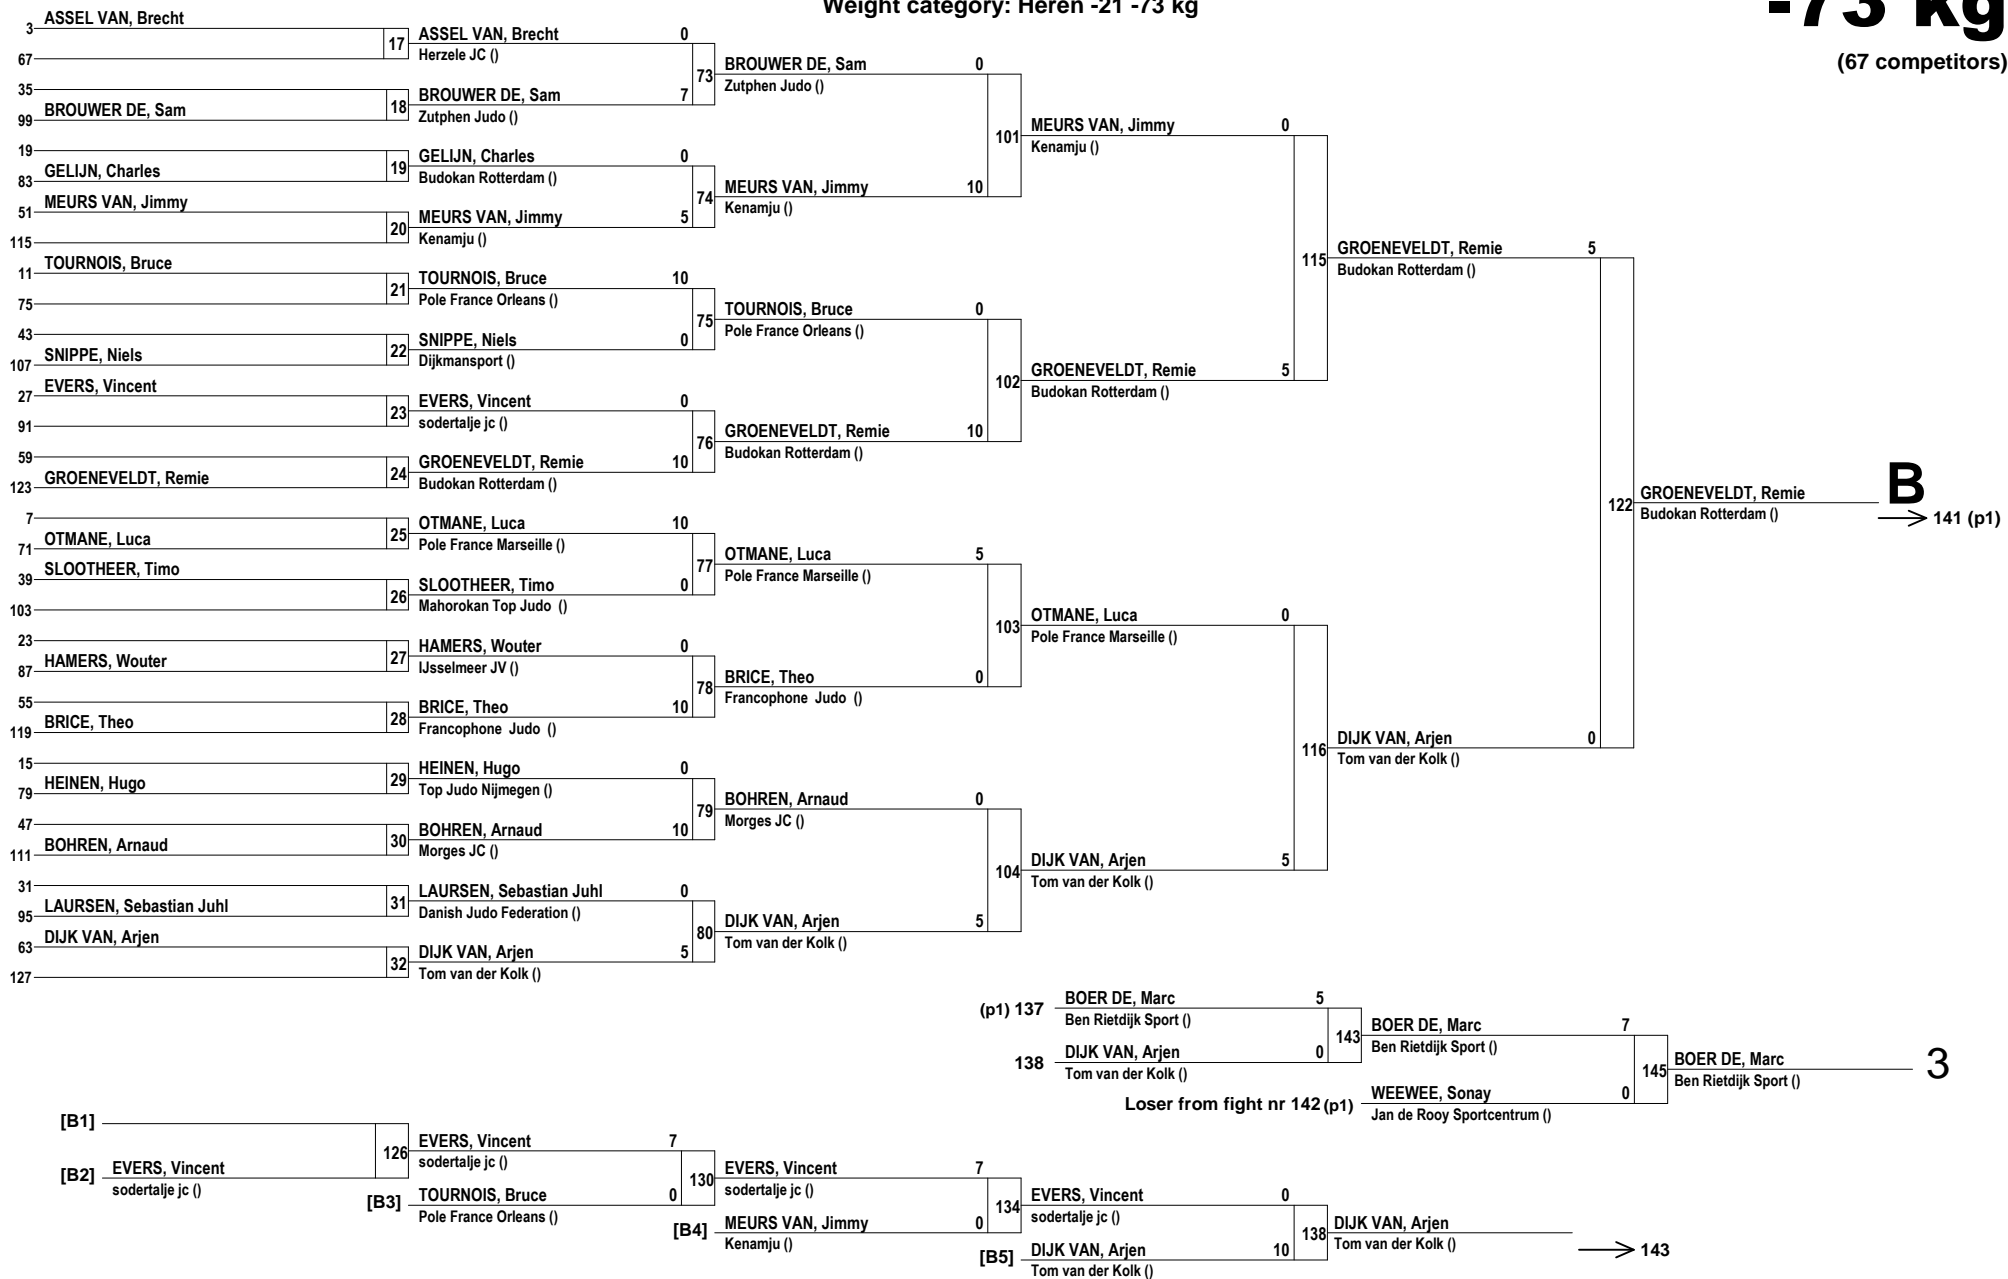 Weight category: Heren -21 -73 kg
-73 kg
(67 competitors)
3 ASSEL VAN, Brecht
67
17
35
99 BROUWER DE, Sam
18
19
83 GELIJN, Charles
19
51 MEURS VAN, Jimmy
115
20
11 TOURNOIS, Bruce
75
21
43
107 SNIPPE, Niels
22
27 EVERS, Vincent
91
23
59
123 GROENEVELDT, Remie
24
7
71 OTMANE, Luca
25
39 SLOOTHEER, Timo
103
26
23
87 HAMERS, Wouter
27
55
119 BRICE, Theo
28
15
79 HEINEN, Hugo
29
47
111 BOHREN, Arnaud
30
31
95 LAURSEN, Sebastian Juhl
31
63 DIJK VAN, Arjen
127
32
ASSEL VAN, Brecht 0
Herzele JC ()
73
BROUWER DE, Sam 7
Zutphen Judo ()
GELIJN, Charles 0
Budokan Rotterdam ()
74
MEURS VAN, Jimmy 5
Kenamju ()
TOURNOIS, Bruce 10
Pole France Orleans ()
75
SNIPPE, Niels 0
Dijkmansport ()
EVERS, Vincent 0
sodertalje jc ()
76
GROENEVELDT, Remie 10
Budokan Rotterdam ()
OTMANE, Luca 10
Pole France Marseille ()
77
SLOOTHEER, Timo 0
Mahorokan Top Judo ()
HAMERS, Wouter 0
IJsselmeer JV ()
78
BRICE, Theo 10
Francophone Judo ()
HEINEN, Hugo 0
Top Judo Nijmegen ()
79
BOHREN, Arnaud 10
Morges JC ()
LAURSEN, Sebastian Juhl 0
Danish Judo Federation ()
80
DIJK VAN, Arjen 5
Tom van der Kolk ()
BROUWER DE, Sam 0
Zutphen Judo ()
101
MEURS VAN, Jimmy 10
Kenamju ()
TOURNOIS, Bruce 0
Pole France Orleans ()
102
GROENEVELDT, Remie 10
Budokan Rotterdam ()
OTMANE, Luca 5
Pole France Marseille ()
103
BRICE, Theo 0
Francophone Judo ()
BOHREN, Arnaud 0
Morges JC ()
104
DIJK VAN, Arjen 5
Tom van der Kolk ()
MEURS VAN, Jimmy 0
Kenamju ()
115
GROENEVELDT, Remie 5
Budokan Rotterdam ()
OTMANE, Luca 0
Pole France Marseille ()
116
DIJK VAN, Arjen 5
Tom van der Kolk ()
GROENEVELDT, Remie 5
Budokan Rotterdam ()
122
DIJK VAN, Arjen 0
Tom van der Kolk ()
GROENEVELDT, Remie B
Budokan Rotterdam ()
141 (p1)
(p1) 137 BOER DE, Marc 5
Ben Rietdijk Sport ()
143
138 DIJK VAN, Arjen 0
Tom van der Kolk ()
BOER DE, Marc 7
Ben Rietdijk Sport ()
145
Loser from fight nr 142 (p1) WEEWEE, Sonay 0
Jan de Rooy Sportcentrum ()
BOER DE, Marc 3
Ben Rietdijk Sport ()
[B1]
126
[B2] EVERS, Vincent
sodertalje jc ()
EVERS, Vincent 7
sodertalje jc ()
130
[B3] TOURNOIS, Bruce 0
Pole France Orleans ()
EVERS, Vincent 7
sodertalje jc ()
134
[B4] MEURS VAN, Jimmy 0
Kenamju ()
EVERS, Vincent 0
sodertalje jc ()
138
[B5] DIJK VAN, Arjen 10
Tom van der Kolk ()
DIJK VAN, Arjen
Tom van der Kolk ()
143